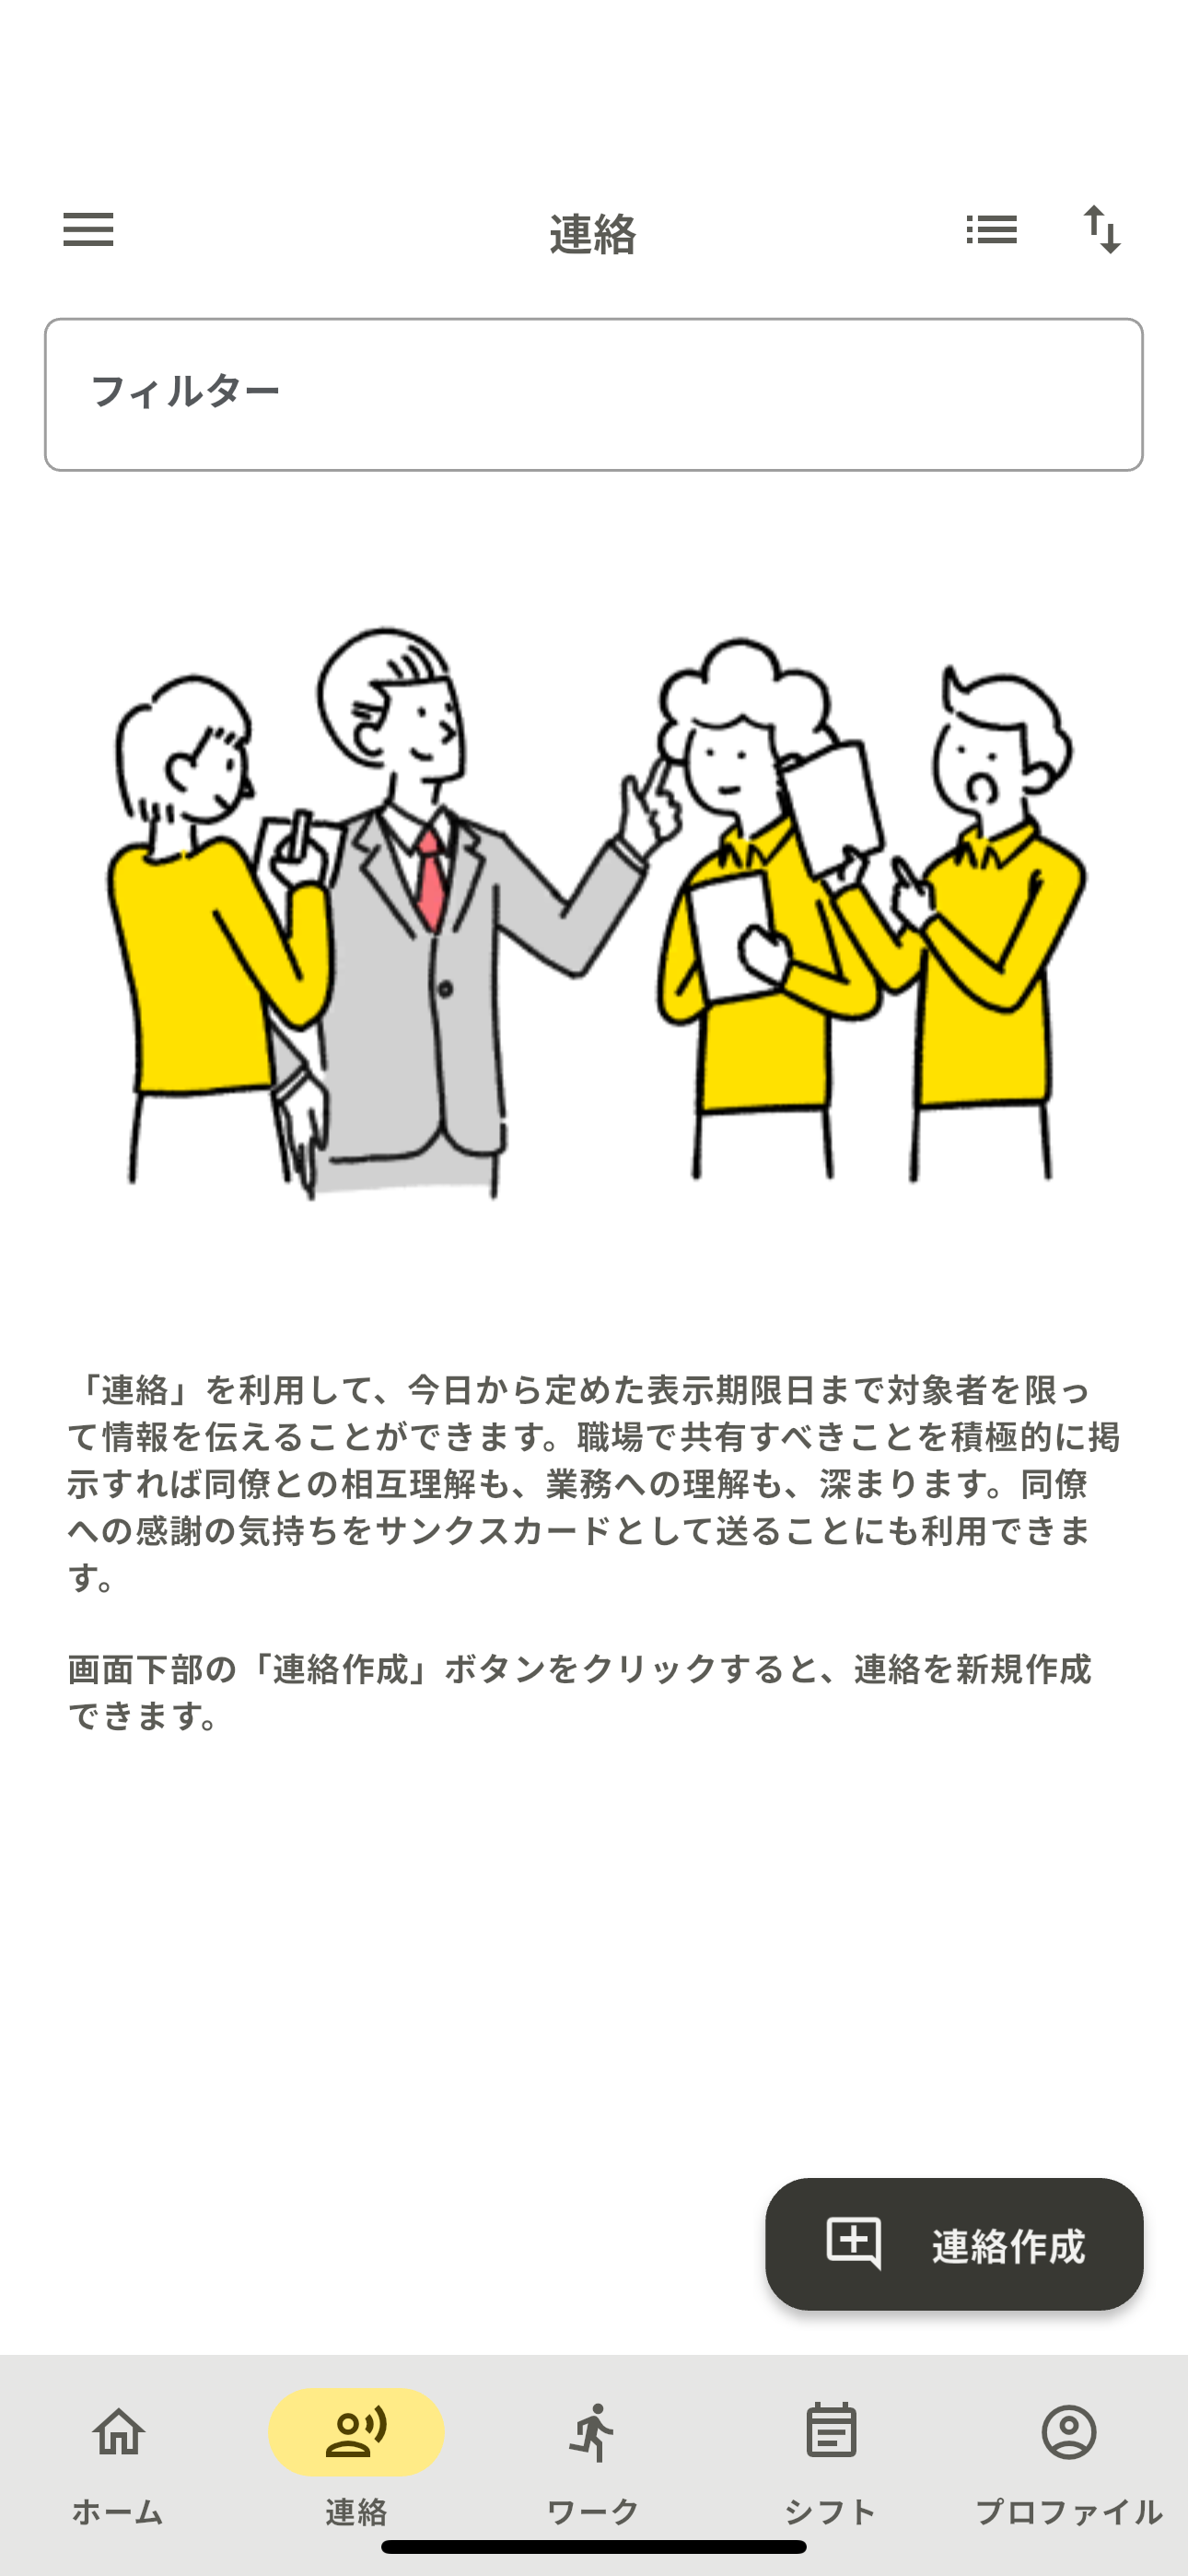 連絡
フィルター
「連絡」を利用して、今日から定めた表示期限日まで対象者を限っ
て情報を伝えることができます。職場で共有すべきことを積極的に掲
示すれば同僚との相互理解も、業務への理解も、深まります。同僚
への感謝の気持ちをサンクスカードとして送ることにも利用できま
す。
画面下部の「連絡作成」ボタンをクリックすると、連絡を新規作成
できます。
連絡作成
ホーム
連絡
ワーク
シフト
プロファイル